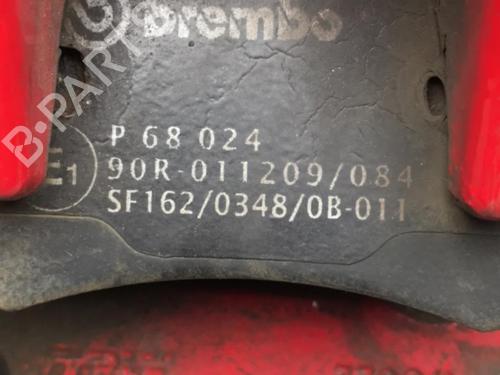 brembo
P 68 024
E1
90R-011209/084
SF162/0348/0B-011
B-PARTS